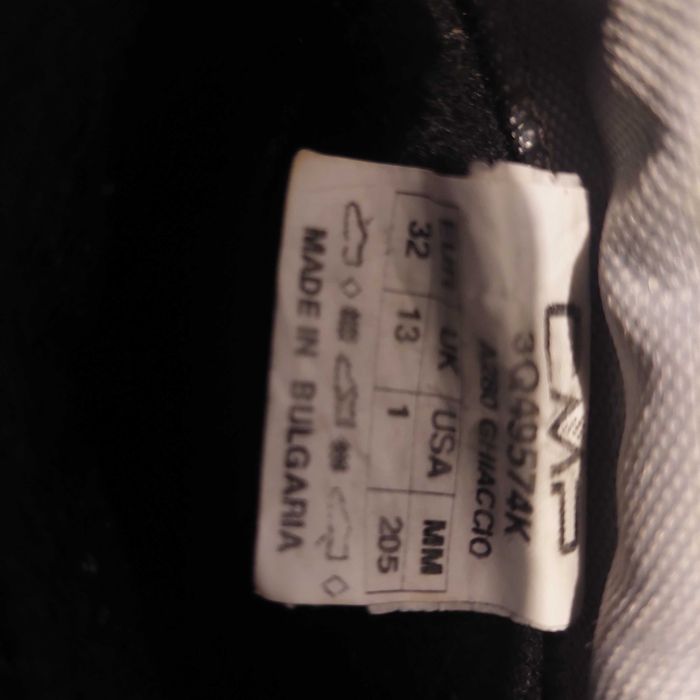 CMP
3Q49574K
A280 GHIACCIO
EUR UK USA MM
32 13 1 205
MADE IN BULGARIA